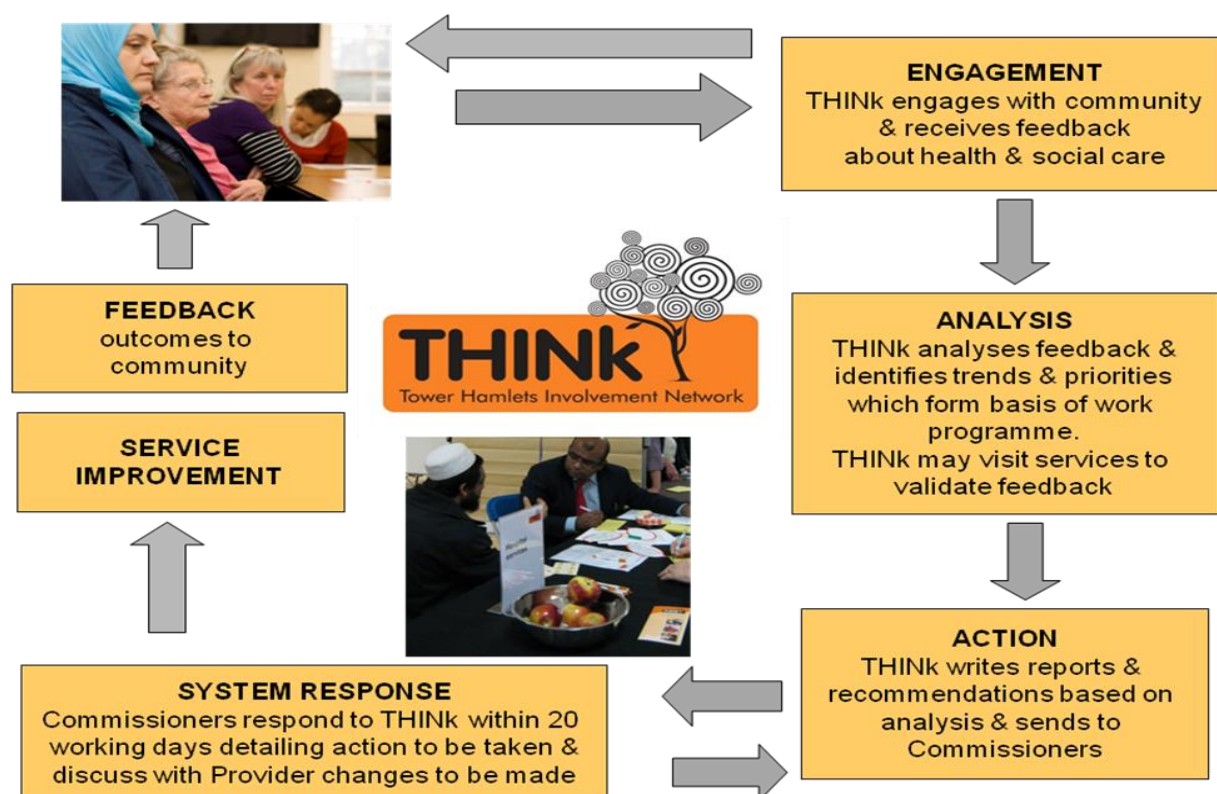 ENGAGEMENT
THINk engages with community
& receives feedback
about health & social care
FEEDBACK
outcomes to
community
THINk
Tower Hamlets Involvement Network
ANALYSIS
THINk analyses feedback &
identifies trends & priorities
which form basis of work
programme.
THINk may visit services to
validate feedback
SERVICE
IMPROVEMENT
SYSTEM RESPONSE
Commissioners respond to THINk within 20
working days detailing action to be taken &
discuss with Provider changes to be made
ACTION
THINk writes reports &
recommendations based on
analysis & sends to
Commissioners